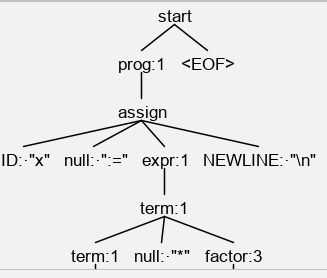 start
prog:1 <EOF>
assign
ID:·"x" null:·":=" expr:1 NEWLINE:·"\n"
term:1
term:1 null:·"*" factor:3